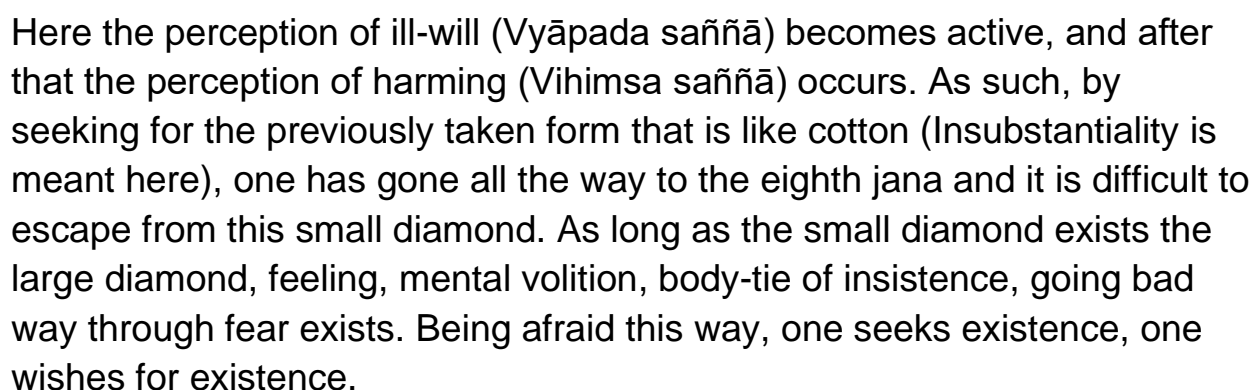 Here the perception of ill-will (Vyāpada saññā) becomes active, and after
that the perception of harming (Vihimsa saññā) occurs. As such, by
seeking for the previously taken form that is like cotton (Insubstantiality is
meant here), one has gone all the way to the eighth jana and it is difficult to
escape from this small diamond. As long as the small diamond exists the
large diamond, feeling, mental volition, body-tie of insistence, going bad
way through fear exists. Being afraid this way, one seeks existence, one
wishes for existence.